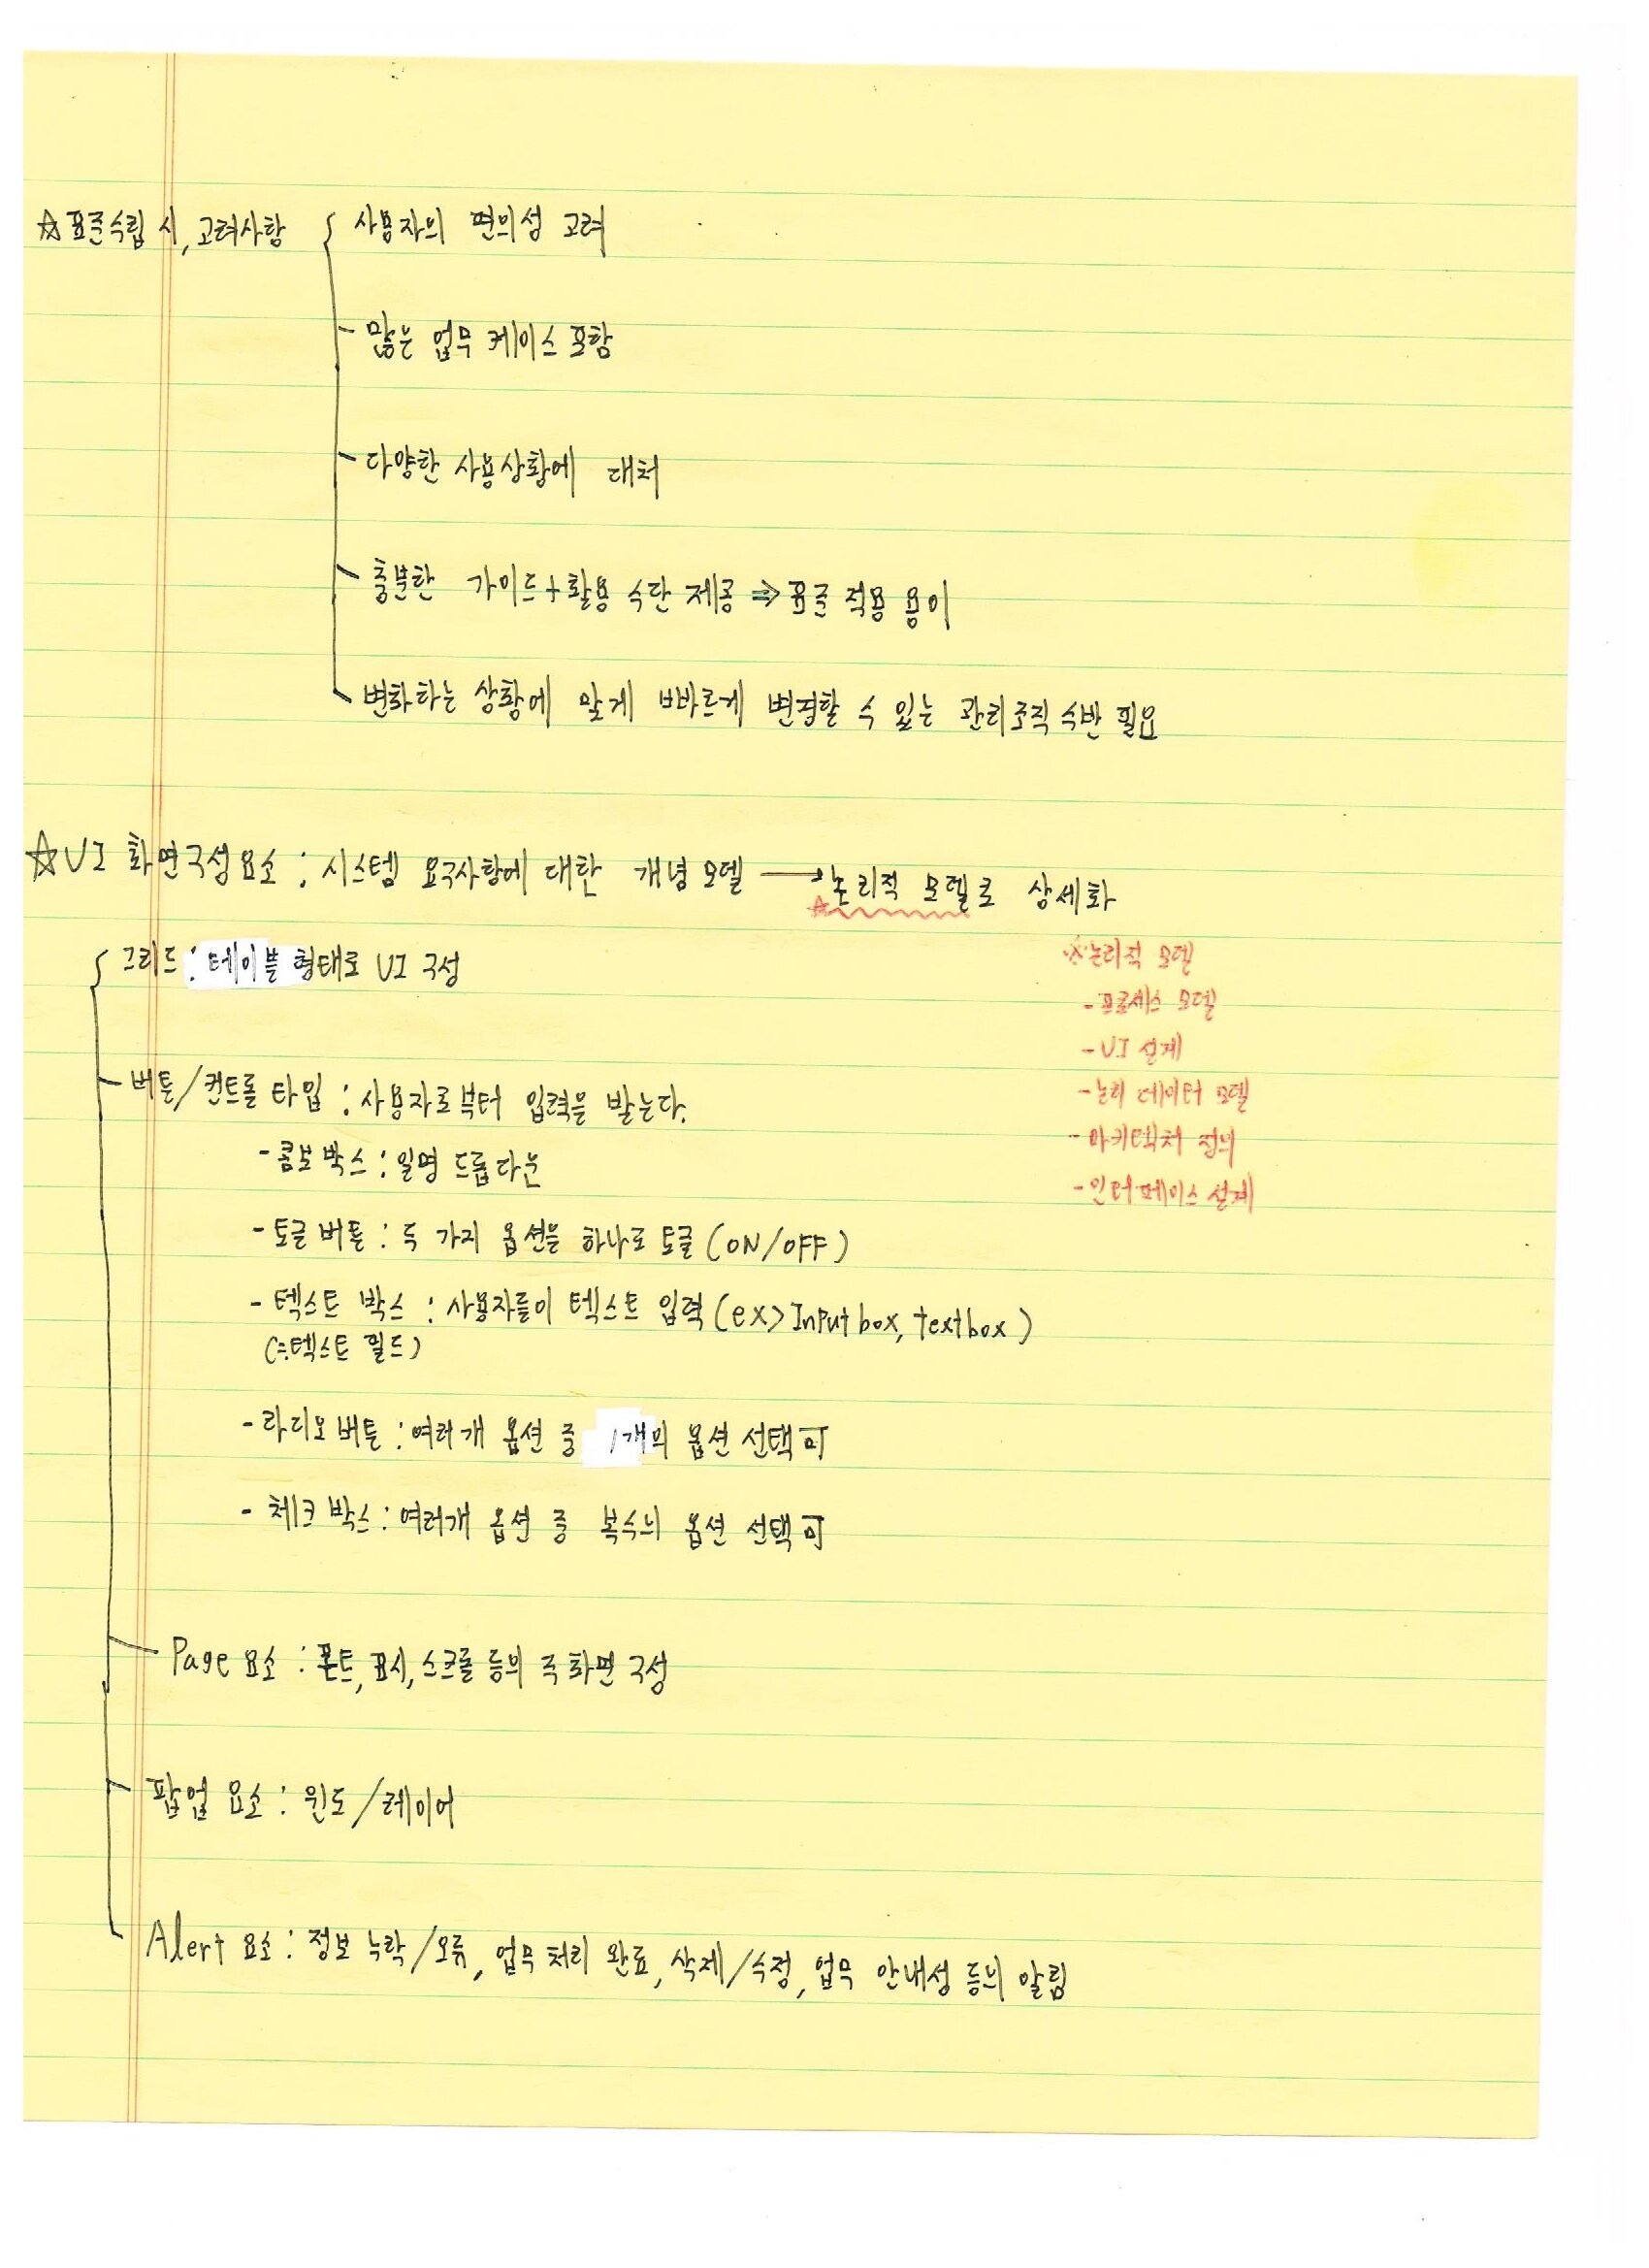 ☆표준수립 시, 고려사항
사용자의 편의성 고려
- 많은 업무 케이스 포함
- 다양한 사용상황에 대처
- 충분한 가이드+활용 수단 제공 ⇒ 표준 적용 용이
- 변화하는 상황에 맞게 빠르게 변경할 수 있는 관리조직 수반 필요
☆UI 화면구성요소 : 시스템 요구사항에 대한 개념 모델 → 논리적 모델로 상세화
☆
※논리적 모델
- 프로세스 모델
- UI 설계
- 논리 데이터 모델
- 아키텍처 정의
- 인터페이스 설계
그리드 : 테이블 형태로 UI 구성
- 버튼/컨트롤 타입 : 사용자로부터 입력을 받는다.
- 콤보박스 : 일명 드롭다운
- 토글버튼 : 두 가지 옵션을 하나로 토글 (ON/OFF)
- 텍스트 박스 : 사용자들이 텍스트 입력 (ex> Input box, textbox)
(=텍스트 필드)
- 라디오버튼 : 여러개 옵션 중 1개의 옵션 선택 可
- 체크박스 : 여러개 옵션 중 복수의 옵션 선택 可
- Page 요소 : 폰트, 표시, 스크롤 등의 주 화면 구성
- 팝업 요소 : 윈도/레이어
Alert 요소 : 정보 누락/오류, 업무처리 완료, 삭제/수정, 업무 안내성 등의 알림